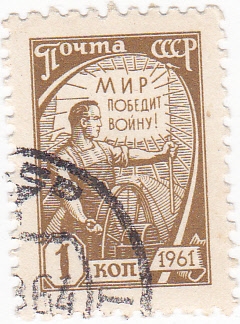 Почта СССР
МИР
ПОБЕДИТ
ВОЙНУ!
1 КОП
1961